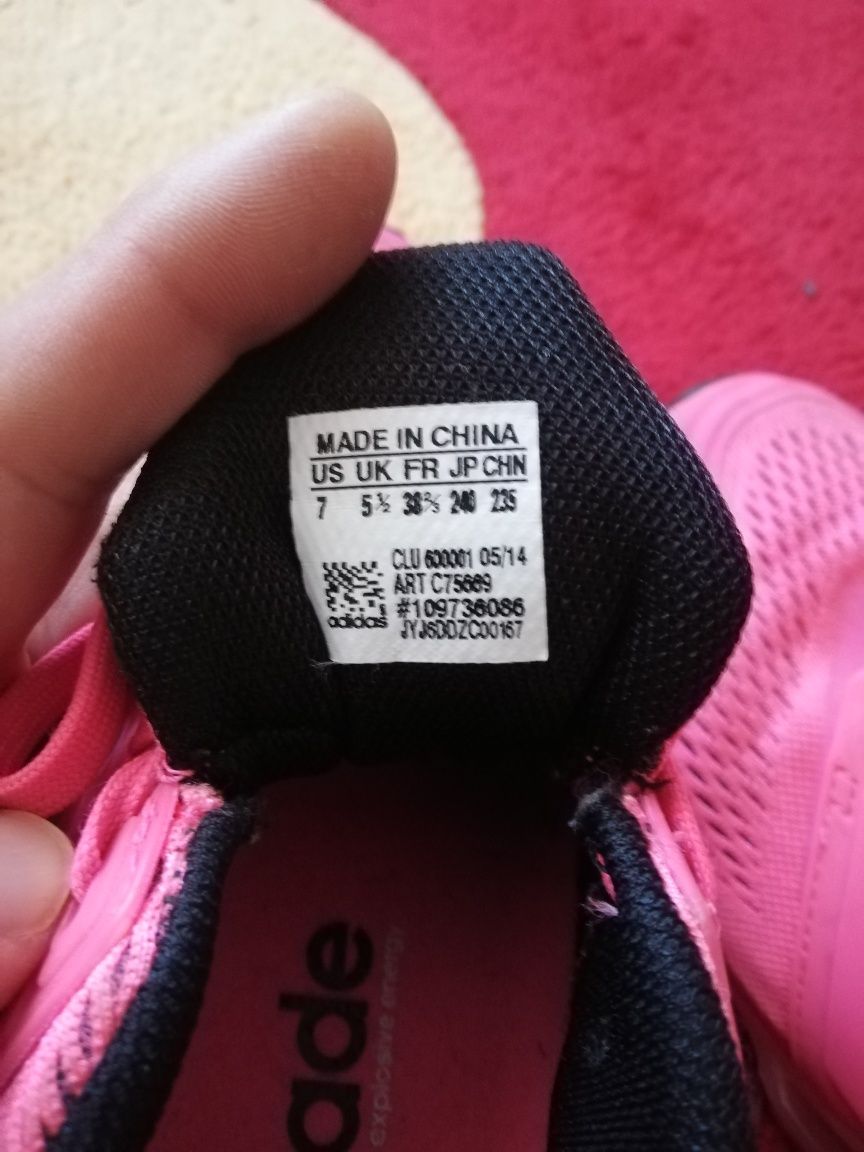 MADE IN CHINA
US UK FR JP CHN
7 5½ 38⅔ 240 235
CLU 600001 05/14
ART C75669
#109736086
adidas JYJ6DDZC00167
ade
explosive energy